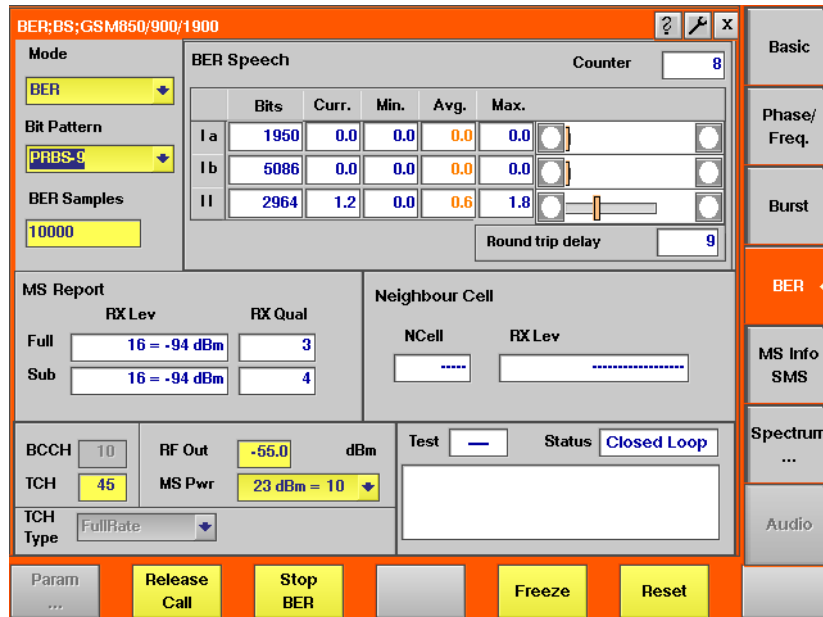 BER;BS;GSM850/900/1900 ? x
Mode
BER
Bit Pattern
PRBS-9
BER Samples
10000
BER Speech Counter 8
Bits Curr. Min. Avg. Max.
Ia 1950 0.0 0.0 0.0 0.0
Ib 5086 0.0 0.0 0.0 0.0
II 2964 1.2 0.0 0.6 1.8
Round trip delay 9
MS Report
RX Lev RX Qual
Full 16 = -94 dBm 3
Sub 16 = -94 dBm 4
Neighbour Cell
NCell RX Lev
----- -----------------
BCCH 10 RF Out -55.0 dBm
TCH 45 MS Pwr 23 dBm = 10
TCH
Type FullRate
Test — Status Closed Loop
Basic
Phase/
Freq.
Burst
BER
MS Info
SMS
Spectrum
...
Audio
Param
...
Release
Call
Stop
BER
Freeze
Reset